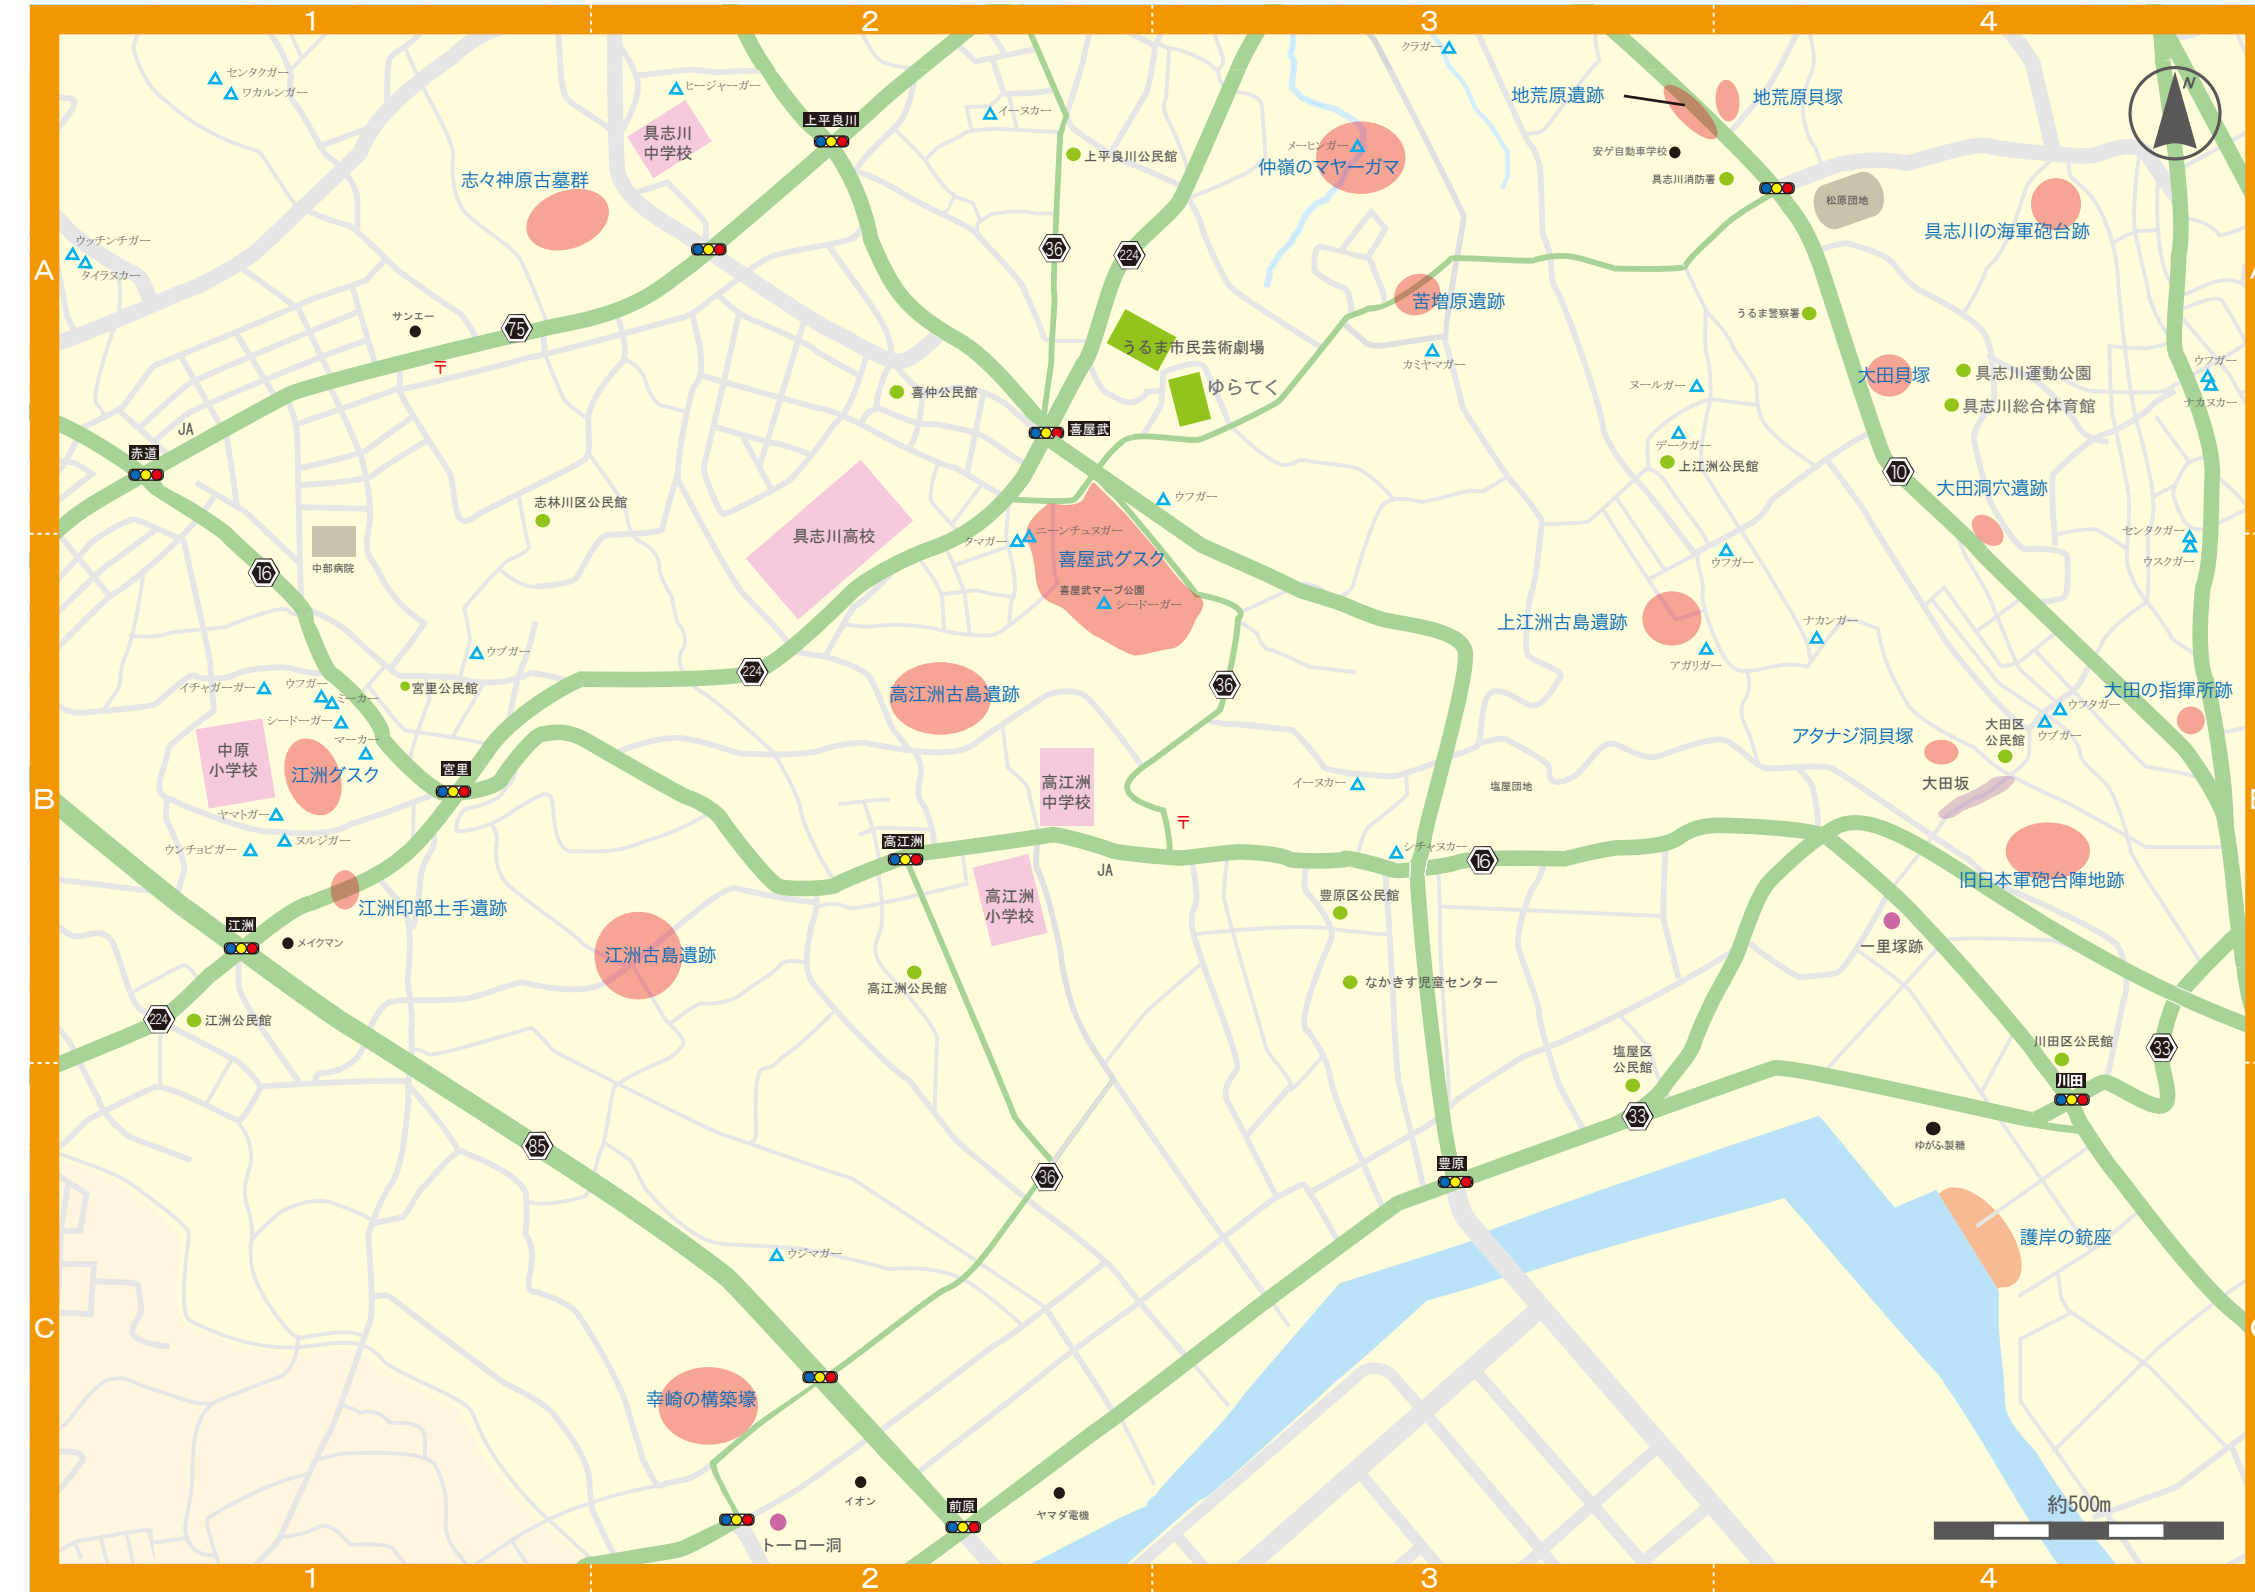 1
2
3
4
センタクガー
ワカルンガー
ヒージャーガー
具志川
中学校
上平良川
イーヌカー
上平良川公民館
クラガー
メーヒンガー
仲嶺のマヤーガマ
地荒原遺跡
地荒原貝塚
安ゲ自動車学校
具志川消防署
松原団地
具志川の海軍砲台跡
N
志々神原古墓群
ウッチンチガー
タイラヌカー
A
サンエー
〒
75
36
224
うるま市民芸術劇場
ゆらてく
苫増原遺跡
カミヤマガー
うるま警察署
ヌールガー
大田貝塚
具志川運動公園
具志川総合体育館
ウフガー
ナカヌカー
喜仲公民館
喜屋武
JA
赤道
デークガー
上江洲公民館
10
大田洞穴遺跡
志林川区公民館
具志川高校
ウフガー
ニーンチュヌガー
タマガー
喜屋武グスク
喜屋武マーブ公園
シードーガー
センタクガー
ウスクガー
ウフガー
中部病院
16
上江洲古島遺跡
ナカンガー
アガリガー
ウブガー
イチャガーガー
ウフガー
ミーカー
シードーガー
マーカー
宮里公民館
224
高江洲古島遺跡
36
大田の指揮所跡
ウフタガー
ウブガー
大田区
公民館
アタナジ洞貝塚
大田坂
中原
小学校
江洲グスク
宮里
B
高江洲
中学校
イーヌカー
塩屋団地
ヤマトガー
ヌルジガー
ウンチョビガー
高江洲
〒
JA
シチャヌカー
16
旧日本軍砲台陣地跡
江洲印部土手遺跡
高江洲
小学校
豊原区公民館
一里塚跡
江洲
メイクマン
江洲古島遺跡
高江洲公民館
なかきす児童センター
224
江洲公民館
塩屋区
公民館
川田区公民館
33
川田
33
85
36
豊原
ゆがふ製糖
護岸の銃座
ウジマガー
C
幸崎の構築壕
イオン
前原
ヤマダ電機
トーロー洞
約500m
1
2
3
4